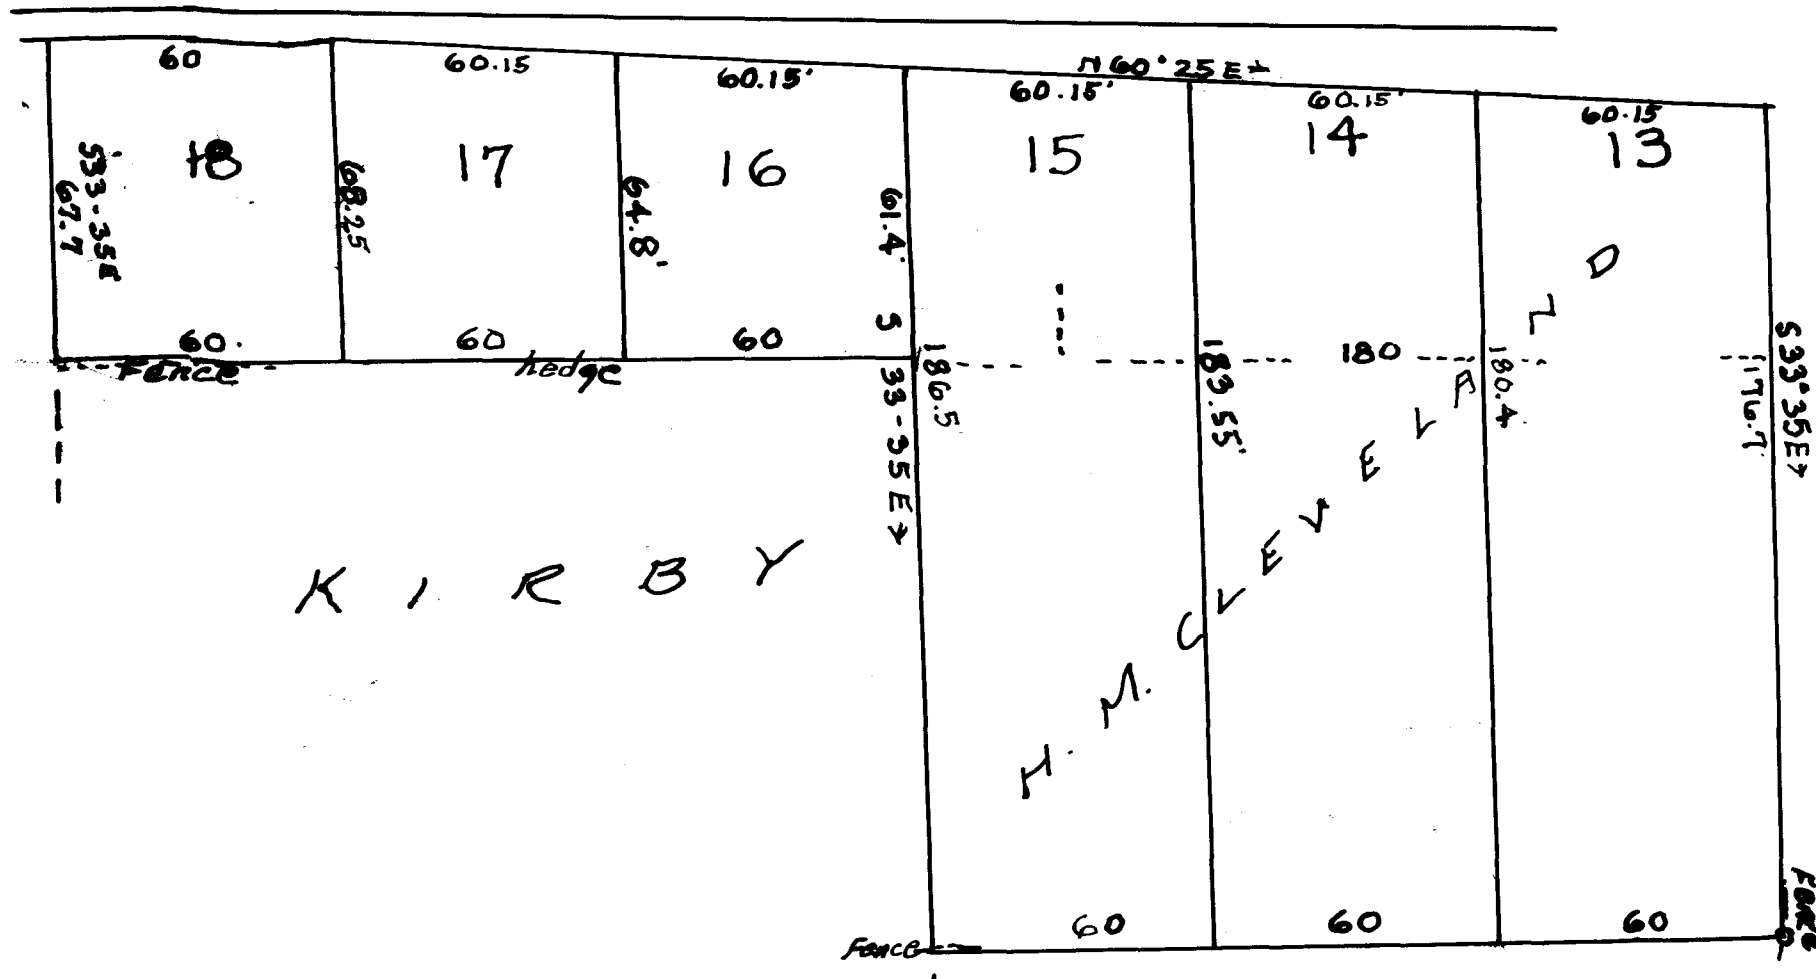 N 60° 25 E
60 60.15 60.15' 60.15' 60.15' 60.15
18 17 16 15 14 13
S33-35E
67.7
68.25
64.8'
61.4'
S 33-35E
186.5
183.55'
180.4
176.7
S33°35E
60. 60 60 180
Fence hedge
KIRBY
H. M. CLEVELAND
60 60 60
Fence
Fence